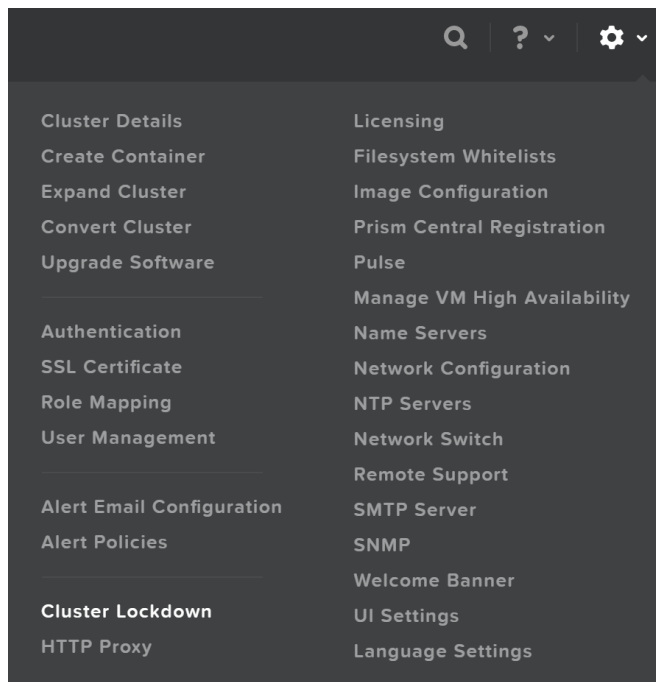 ?
Cluster Details
Create Container
Expand Cluster
Convert Cluster
Upgrade Software
Authentication
SSL Certificate
Role Mapping
User Management
Alert Email Configuration
Alert Policies
Cluster Lockdown
HTTP Proxy
Licensing
Filesystem Whitelists
Image Configuration
Prism Central Registration
Pulse
Manage VM High Availability
Name Servers
Network Configuration
NTP Servers
Network Switch
Remote Support
SMTP Server
SNMP
Welcome Banner
UI Settings
Language Settings